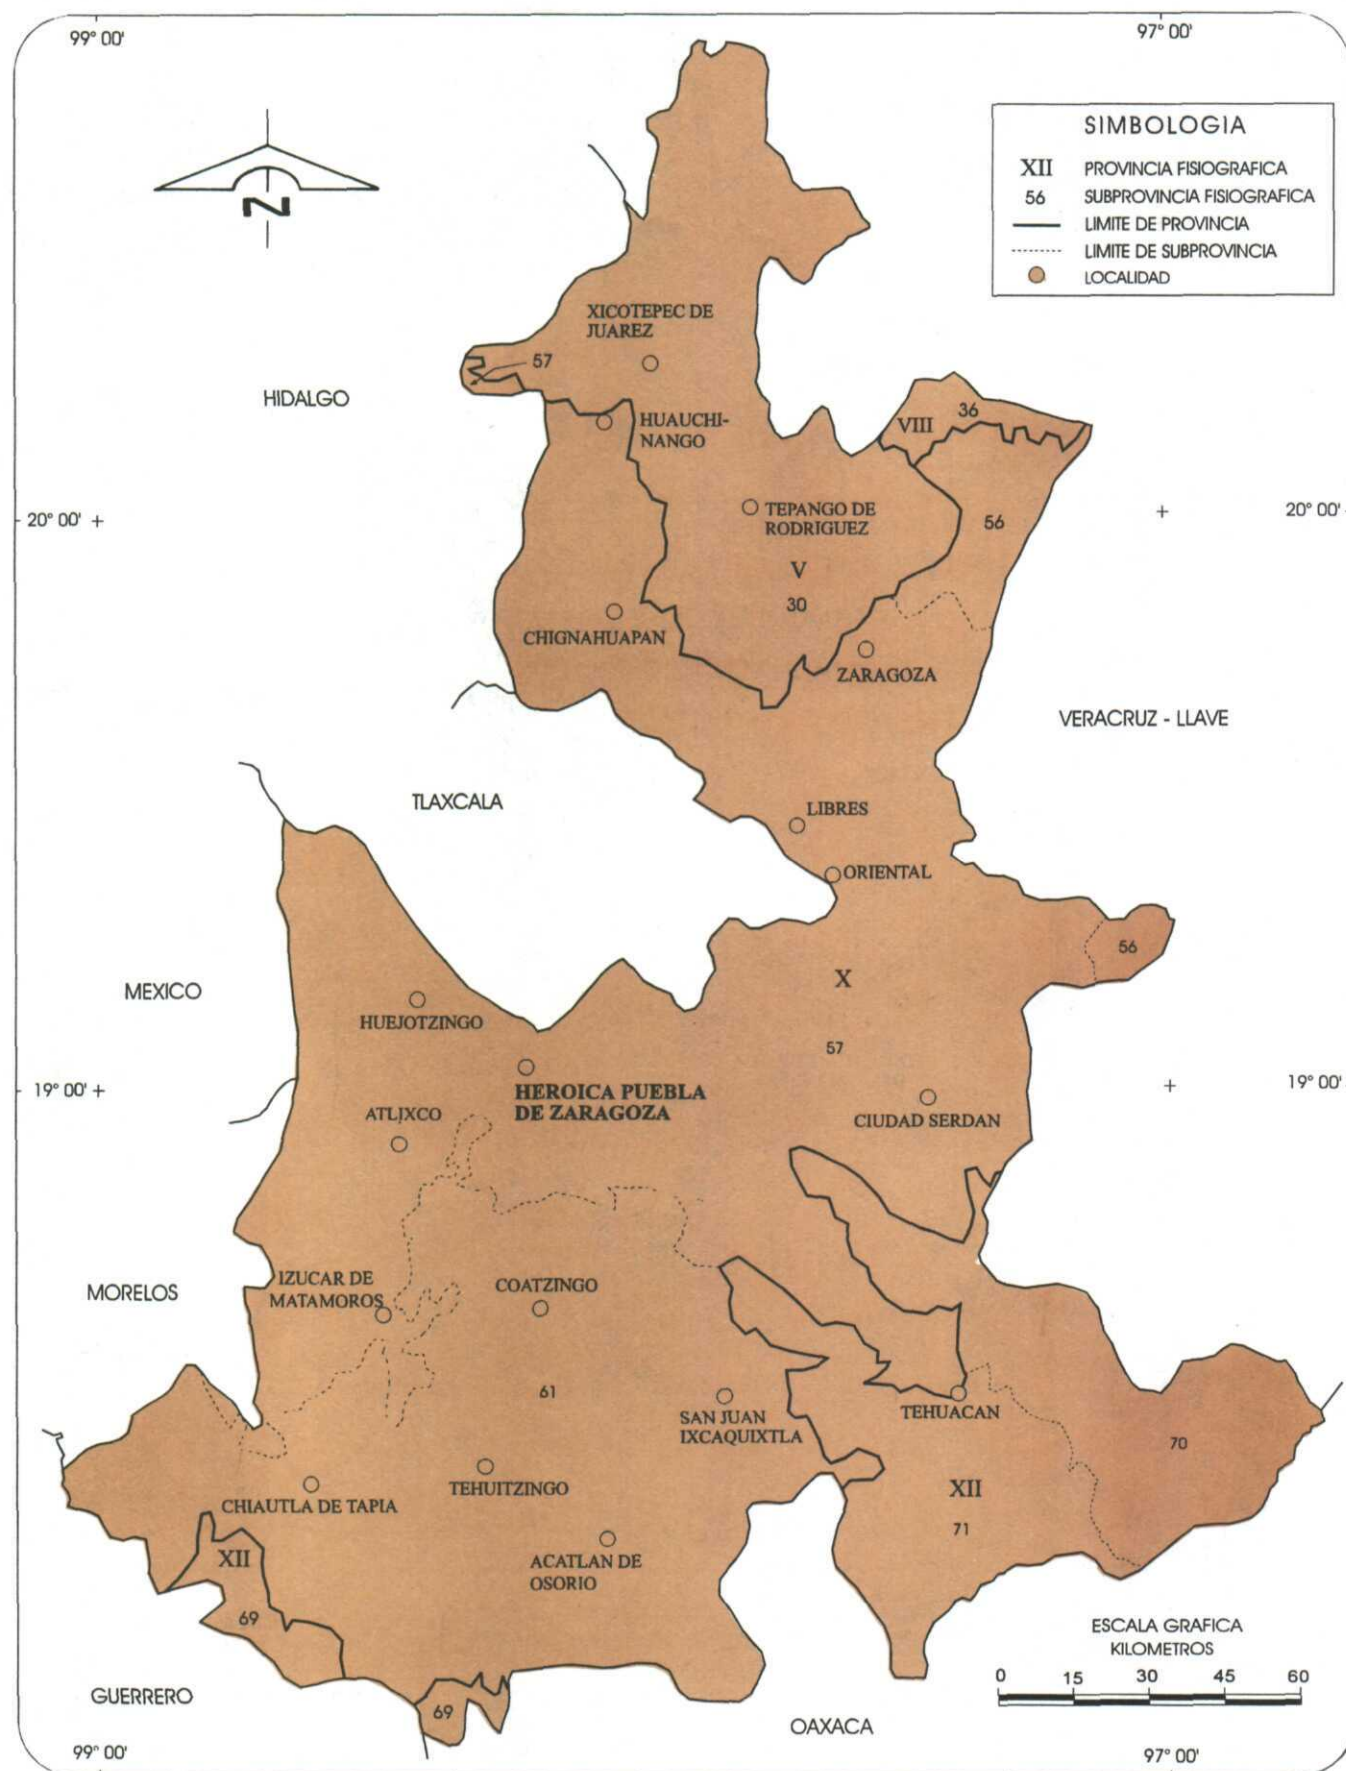 99° 00'
97° 00'
N
SIMBOLOGIA
XII PROVINCIA FISIOGRAFICA
56 SUBPROVINCIA FISIOGRAFICA
LIMITE DE PROVINCIA
LIMITE DE SUBPROVINCIA
LOCALIDAD
XICOTEPEC DE
JUAREZ
57
HIDALGO
36
VIII
HUAUCHI-
NANGO
20° 00'
TEPANGO DE
RODRIGUEZ
56
20° 00'
V
30
CHIGNAHUAPAN
ZARAGOZA
VERACRUZ - LLAVE
TLAXCALA
LIBRES
ORIENTAL
56
X
MEXICO
HUEJOTZINGO
57
19° 00'
HEROICA PUEBLA
DE ZARAGOZA
19° 00'
ATLIXCO
CIUDAD SERDAN
MORELOS
IZUCAR DE
MATAMOROS
COATZINGO
61
SAN JUAN
IXCAQUIXTLA
TEHUACAN
70
CHIAUTLA DE TAPIA
TEHUITZINGO
XII
71
XII
ACATLAN DE
OSORIO
69
ESCALA GRAFICA
KILOMETROS
0 15 30 45 60
GUERRERO
69
OAXACA
99° 00'
97° 00'